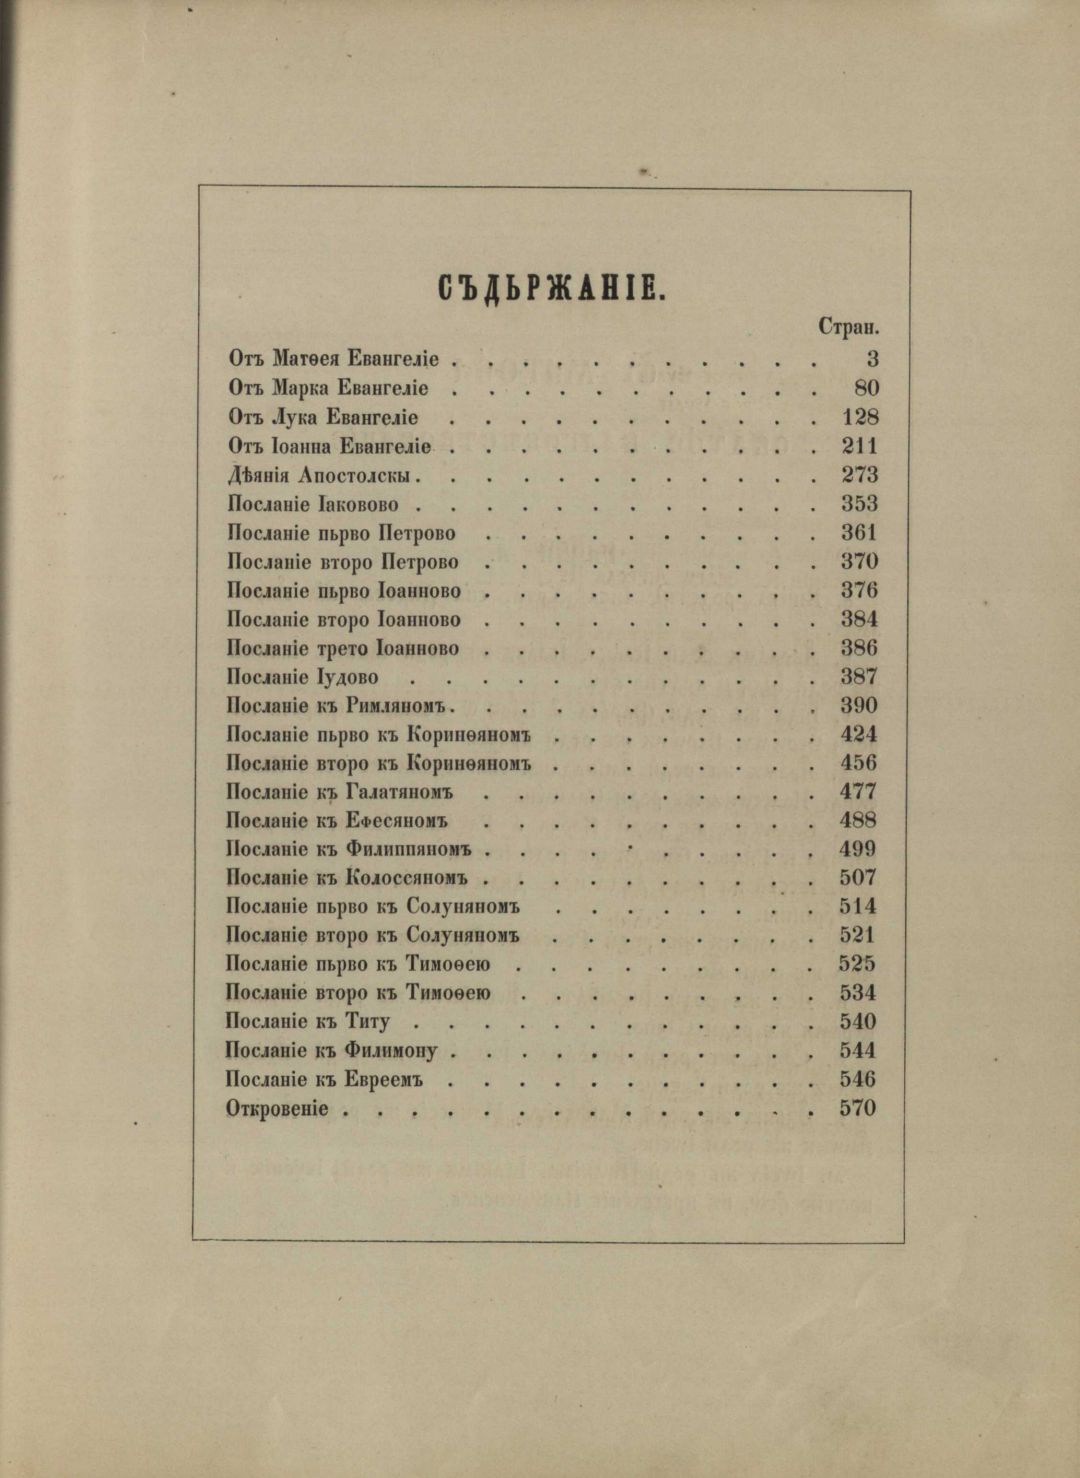 СЪДЬРЖАНІЕ.
Стран.
Отъ Матѳея Евангеліе . . . . . . . . . . . 3
Отъ Марка Евангеліе . . . . . . . . . . . 80
Отъ Лука Евангеліе . . . . . . . . . . . 128
Отъ Іоанна Евангеліе . . . . . . . . . . . 211
Дѣянія Апостолскы . . . . . . . . . . . . 273
Посланіе Іаковово . . . . . . . . . . . . 353
Посланіе пьрво Петрово . . . . . . . . . . 361
Посланіе второ Петрово . . . . . . . . . . 370
Посланіе пьрво Іоанново . . . . . . . . . . 376
Посланіе второ Іоанново . . . . . . . . . . 384
Посланіе трето Іоанново . . . . . . . . . . 386
Посланіе Іудово . . . . . . . . . . . . 387
Посланіе къ Римляномъ . . . . . . . . . . . 390
Посланіе пьрво къ Коринѳяномъ . . . . . . . . 424
Посланіе второ къ Коринѳяномъ . . . . . . . . 456
Посланіе къ Галатяномъ . . . . . . . . . . 477
Посланіе къ Ефесяномъ . . . . . . . . . . 488
Посланіе къ Филиппяномъ . . . . . . . . . . 499
Посланіе къ Колоссяномъ . . . . . . . . . . 507
Посланіе пьрво къ Солуняномъ . . . . . . . . 514
Посланіе второ къ Солуняномъ . . . . . . . . 521
Посланіе пьрво къ Тимоѳею . . . . . . . . . 525
Посланіе второ къ Тимоѳею . . . . . . . . . 534
Посланіе къ Титу . . . . . . . . . . . . 540
Посланіе къ Филимону . . . . . . . . . . . 544
Посланіе къ Евреемъ . . . . . . . . . . . 546
Откровеніе . . . . . . . . . . . . . . 570